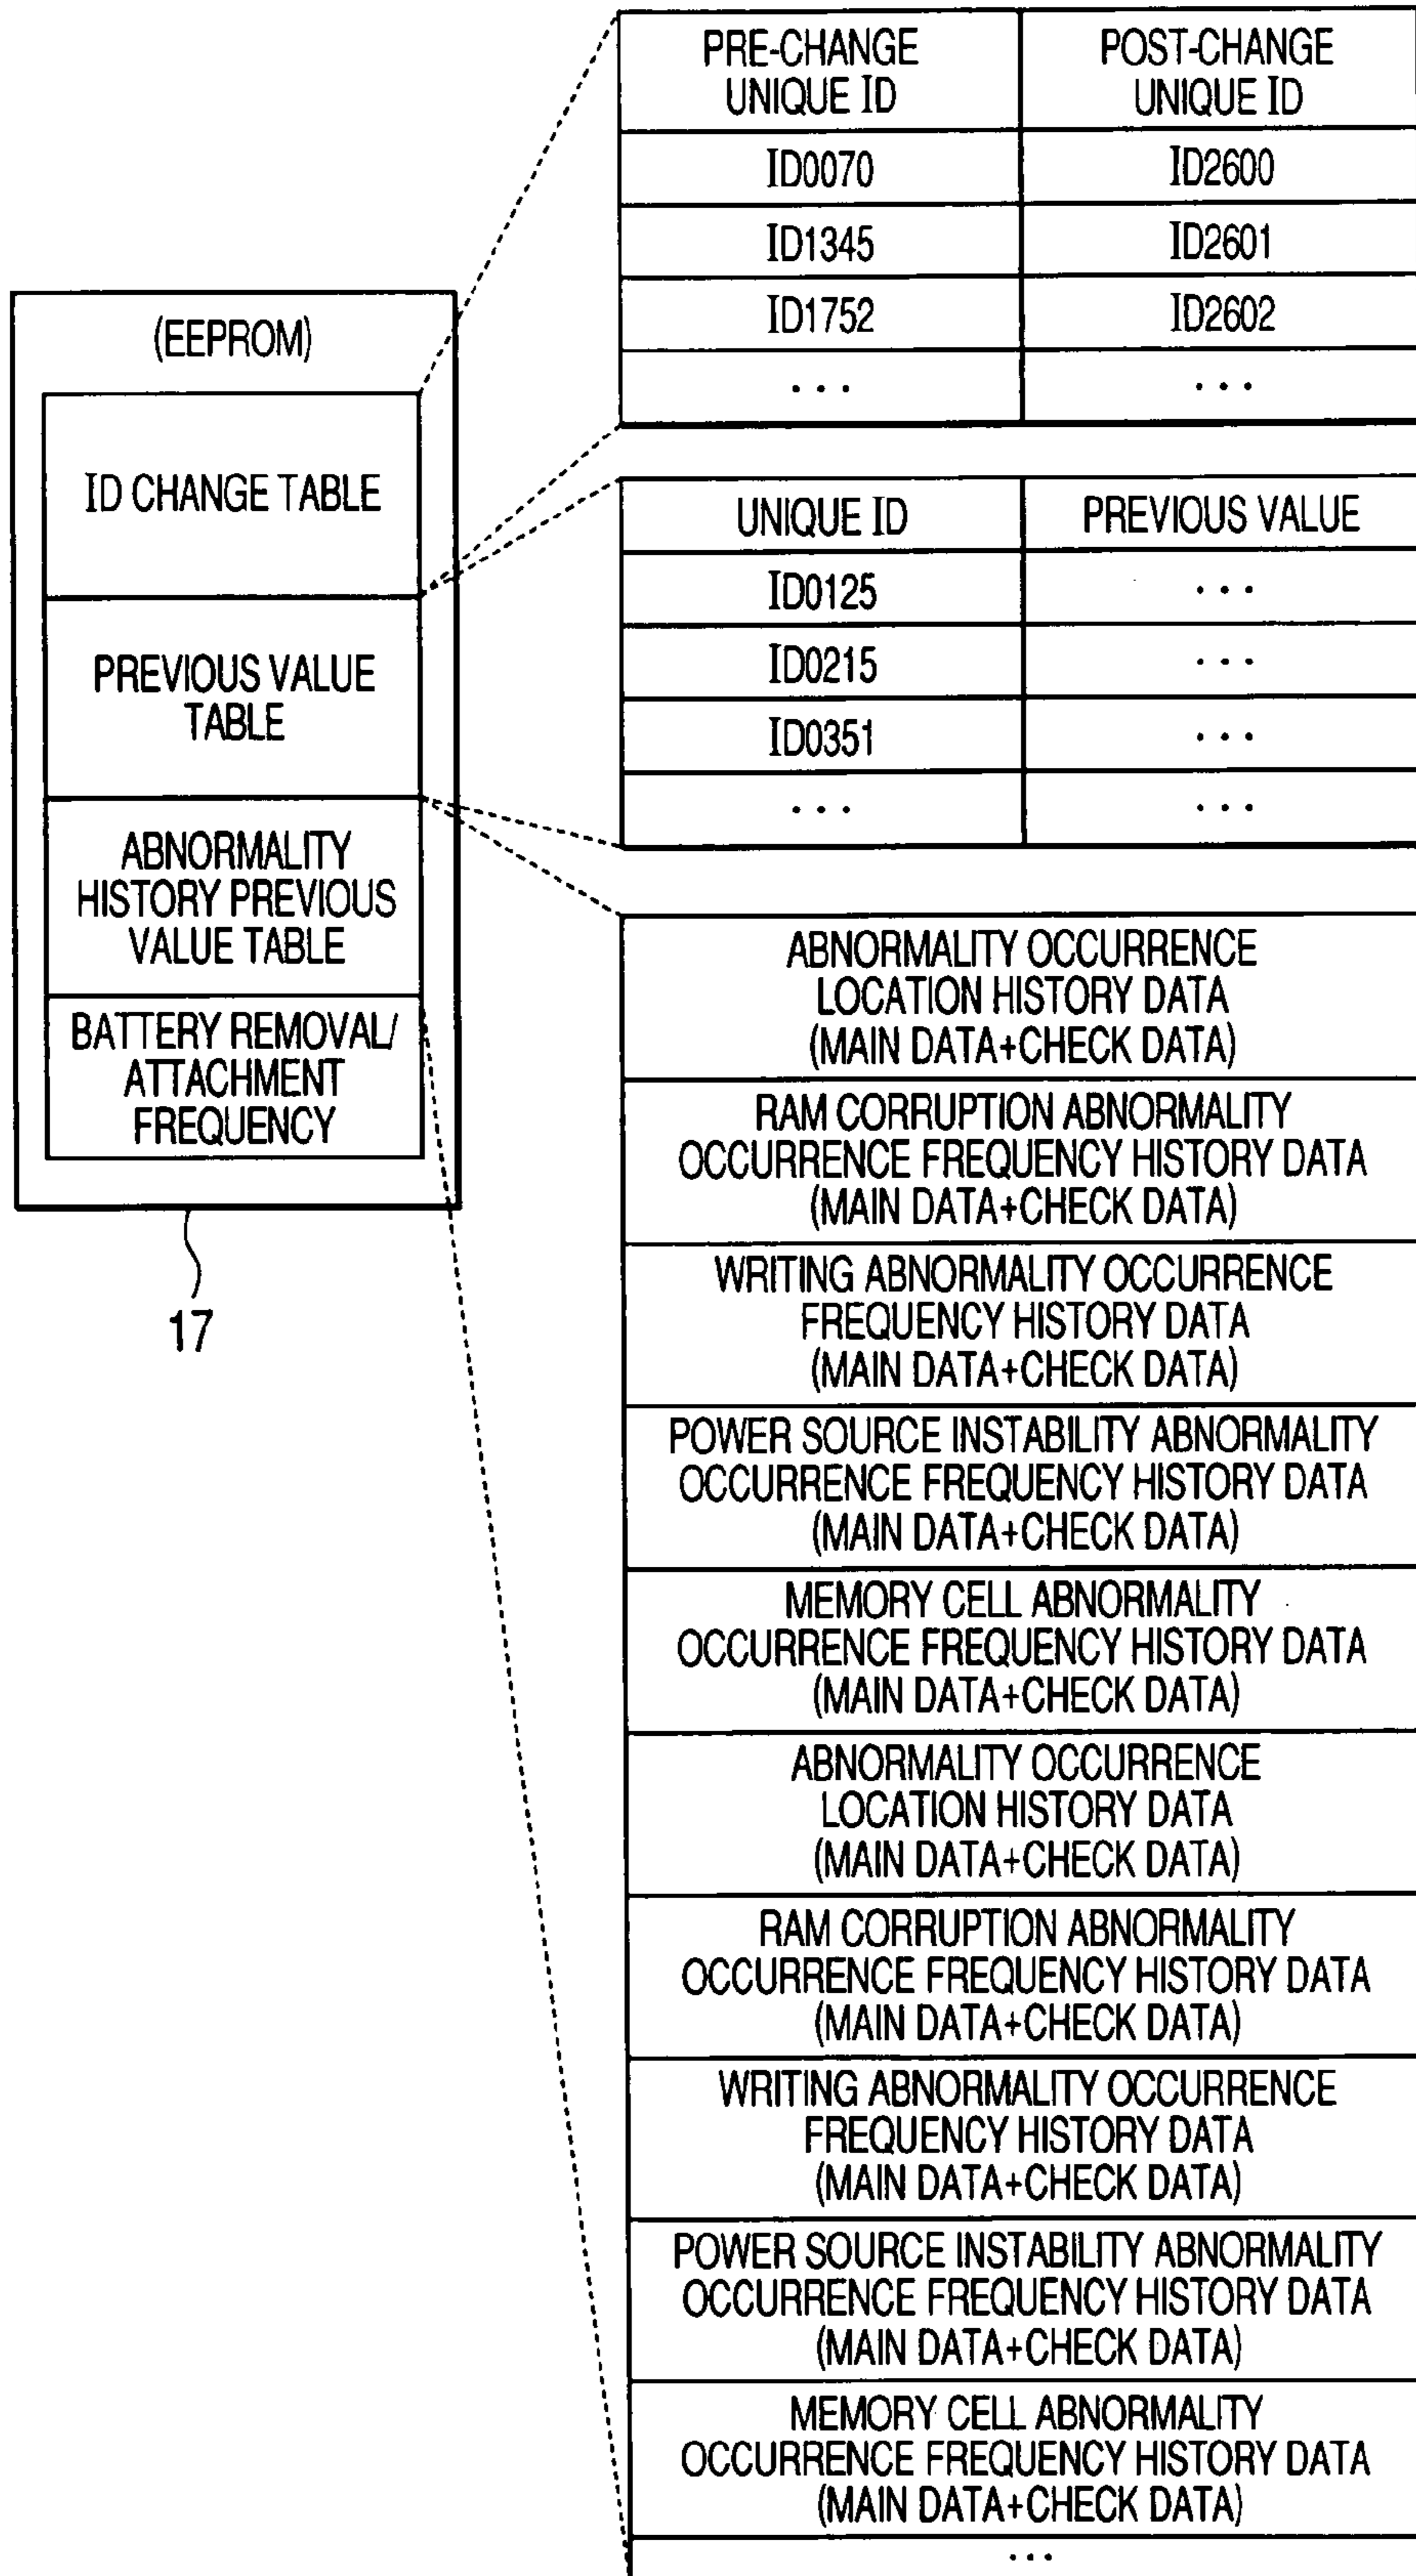 (EEPROM)
ID CHANGE TABLE
PREVIOUS VALUE
TABLE
ABNORMALITY
HISTORY PREVIOUS
VALUE TABLE
BATTERY REMOVAL/
ATTACHMENT
FREQUENCY
17
PRE-CHANGE
UNIQUE ID
POST-CHANGE
UNIQUE ID
ID0070 ID2600
ID1345 ID2601
ID1752 ID2602
... ...
UNIQUE ID PREVIOUS VALUE
ID0125 ...
ID0215 ...
ID0351 ...
... ...
ABNORMALITY OCCURRENCE
LOCATION HISTORY DATA
(MAIN DATA+CHECK DATA)
RAM CORRUPTION ABNORMALITY
OCCURRENCE FREQUENCY HISTORY DATA
(MAIN DATA+CHECK DATA)
WRITING ABNORMALITY OCCURRENCE
FREQUENCY HISTORY DATA
(MAIN DATA+CHECK DATA)
POWER SOURCE INSTABILITY ABNORMALITY
OCCURRENCE FREQUENCY HISTORY DATA
(MAIN DATA+CHECK DATA)
MEMORY CELL ABNORMALITY
OCCURRENCE FREQUENCY HISTORY DATA
(MAIN DATA+CHECK DATA)
ABNORMALITY OCCURRENCE
LOCATION HISTORY DATA
(MAIN DATA+CHECK DATA)
RAM CORRUPTION ABNORMALITY
OCCURRENCE FREQUENCY HISTORY DATA
(MAIN DATA+CHECK DATA)
WRITING ABNORMALITY OCCURRENCE
FREQUENCY HISTORY DATA
(MAIN DATA+CHECK DATA)
POWER SOURCE INSTABILITY ABNORMALITY
OCCURRENCE FREQUENCY HISTORY DATA
(MAIN DATA+CHECK DATA)
MEMORY CELL ABNORMALITY
OCCURRENCE FREQUENCY HISTORY DATA
(MAIN DATA+CHECK DATA)
...